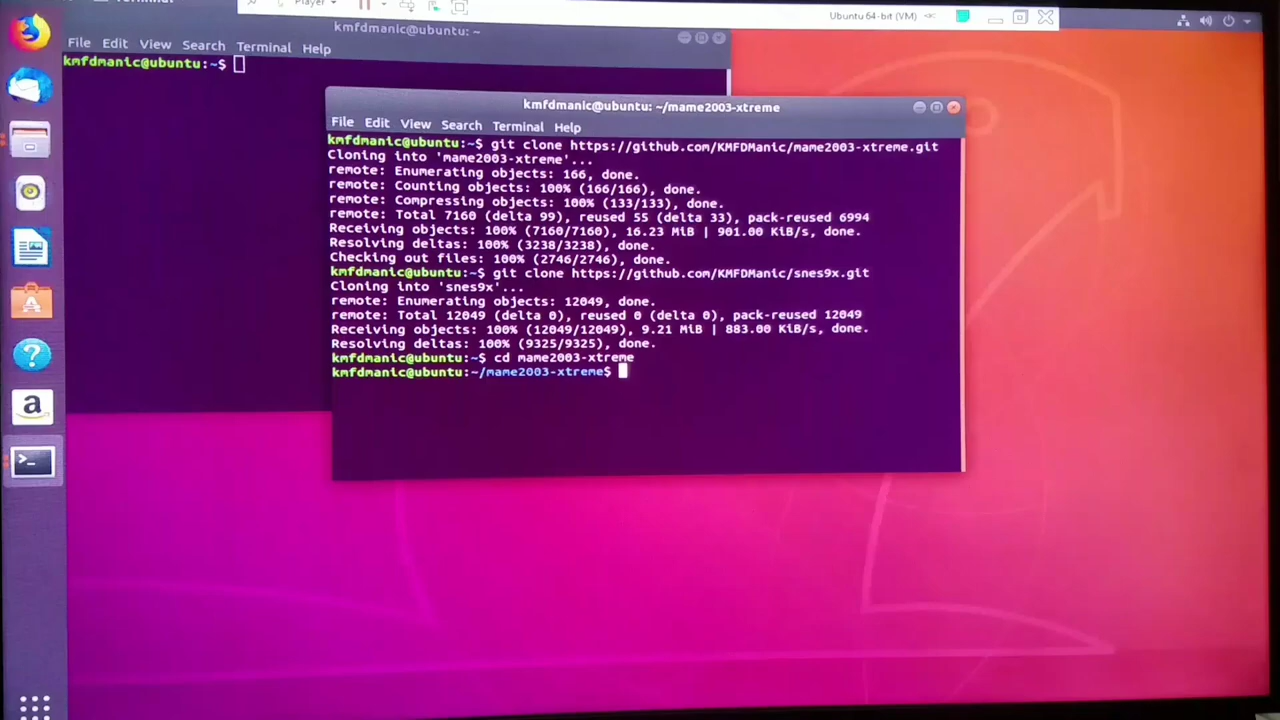 Terminal
Player
Ubuntu 64-bit (VM)
kmfdmanic@ubuntu: ~
File Edit View Search Terminal Help
kmfdmanic@ubuntu:~$
kmfdmanic@ubuntu: ~/mame2003-xtreme
File Edit View Search Terminal Help
kmfdmanic@ubuntu:~$ git clone https://github.com/KMFDManic/mame2003-xtreme.git
Cloning into 'mame2003-xtreme'...
remote: Enumerating objects: 166, done.
remote: Counting objects: 100% (166/166), done.
remote: Compressing objects: 100% (133/133), done.
remote: Total 7160 (delta 99), reused 55 (delta 33), pack-reused 6994
Receiving objects: 100% (7160/7160), 16.23 MiB | 901.00 KiB/s, done.
Resolving deltas: 100% (3238/3238), done.
Checking out files: 100% (2746/2746), done.
kmfdmanic@ubuntu:~$ git clone https://github.com/KMFDManic/snes9x.git
Cloning into 'snes9x'...
remote: Enumerating objects: 12049, done.
remote: Total 12049 (delta 0), reused 0 (delta 0), pack-reused 12049
Receiving objects: 100% (12049/12049), 9.21 MiB | 883.00 KiB/s, done.
Resolving deltas: 100% (9325/9325), done.
kmfdmanic@ubuntu:~$ cd mame2003-xtreme
kmfdmanic@ubuntu:~/mame2003-xtreme$